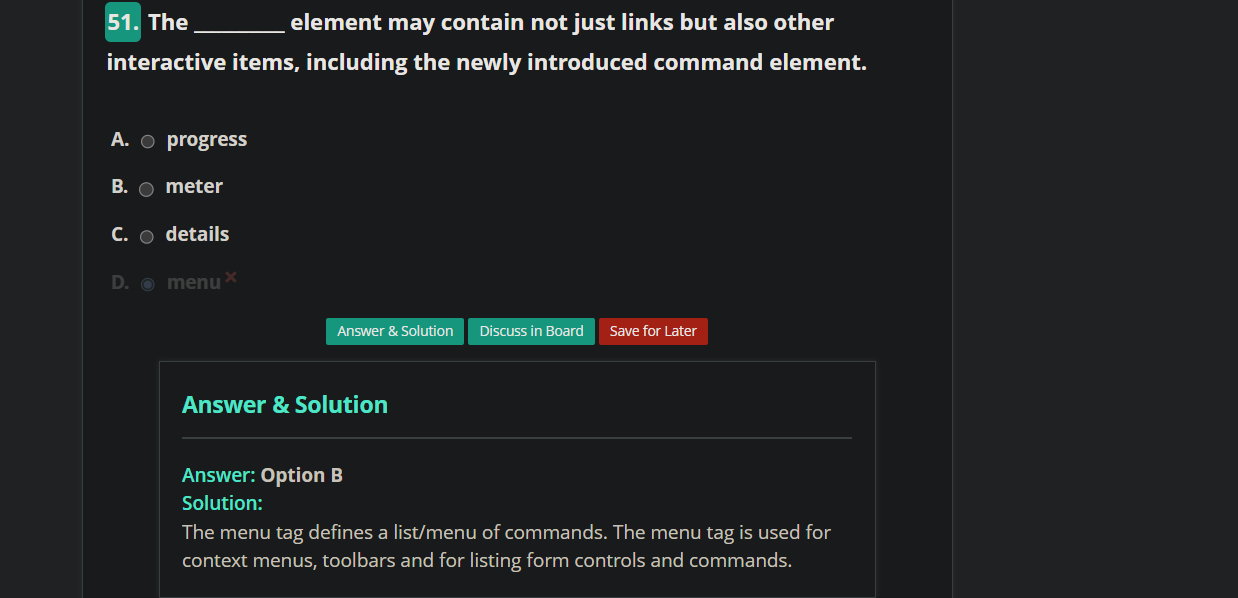 51. The _________ element may contain not just links but also other
interactive items, including the newly introduced command element.
A. progress
B. meter
C. details
D. menu ×
Answer & Solution Discuss in Board Save for Later
Answer & Solution
Answer: Option B
Solution:
The menu tag defines a list/menu of commands. The menu tag is used for
context menus, toolbars and for listing form controls and commands.